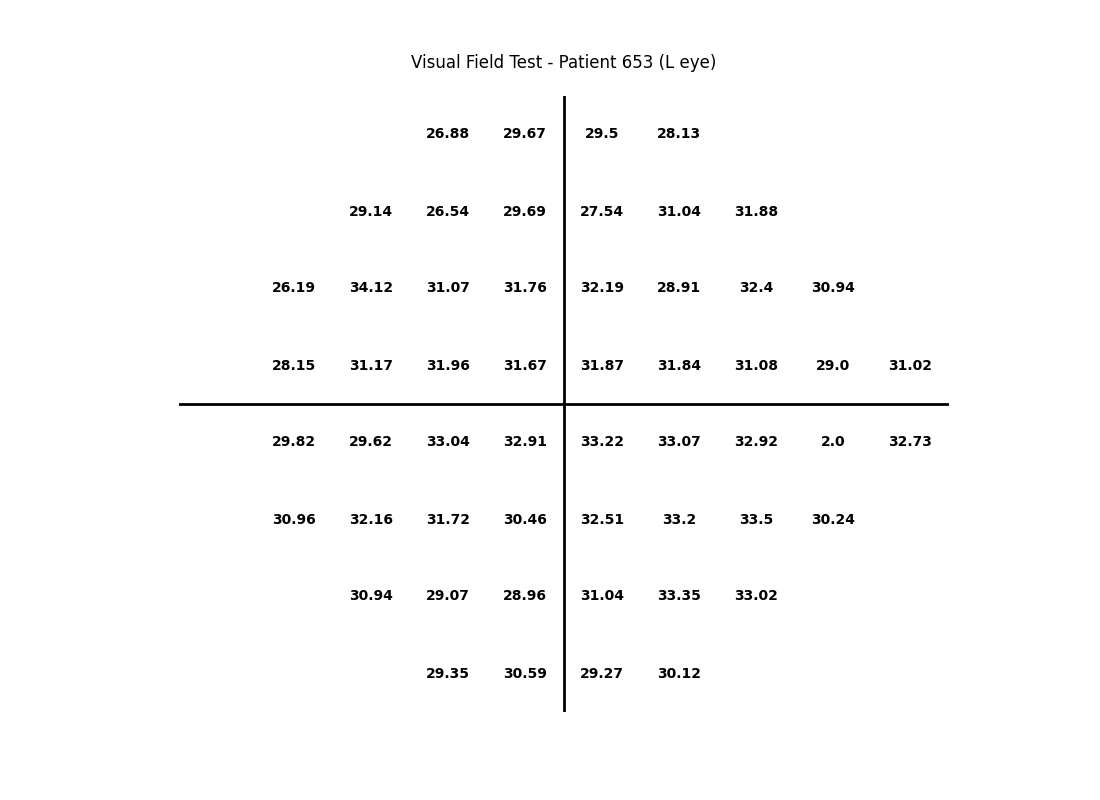 Visual Field Test - Patient 653 (L eye)
26.88 29.67 29.5 28.13
29.14 26.54 29.69 27.54 31.04 31.88
26.19 34.12 31.07 31.76 32.19 28.91 32.4 30.94
28.15 31.17 31.96 31.67 31.87 31.84 31.08 29.0 31.02
29.82 29.62 33.04 32.91 33.22 33.07 32.92 2.0 32.73
30.96 32.16 31.72 30.46 32.51 33.2 33.5 30.24
30.94 29.07 28.96 31.04 33.35 33.02
29.35 30.59 29.27 30.12